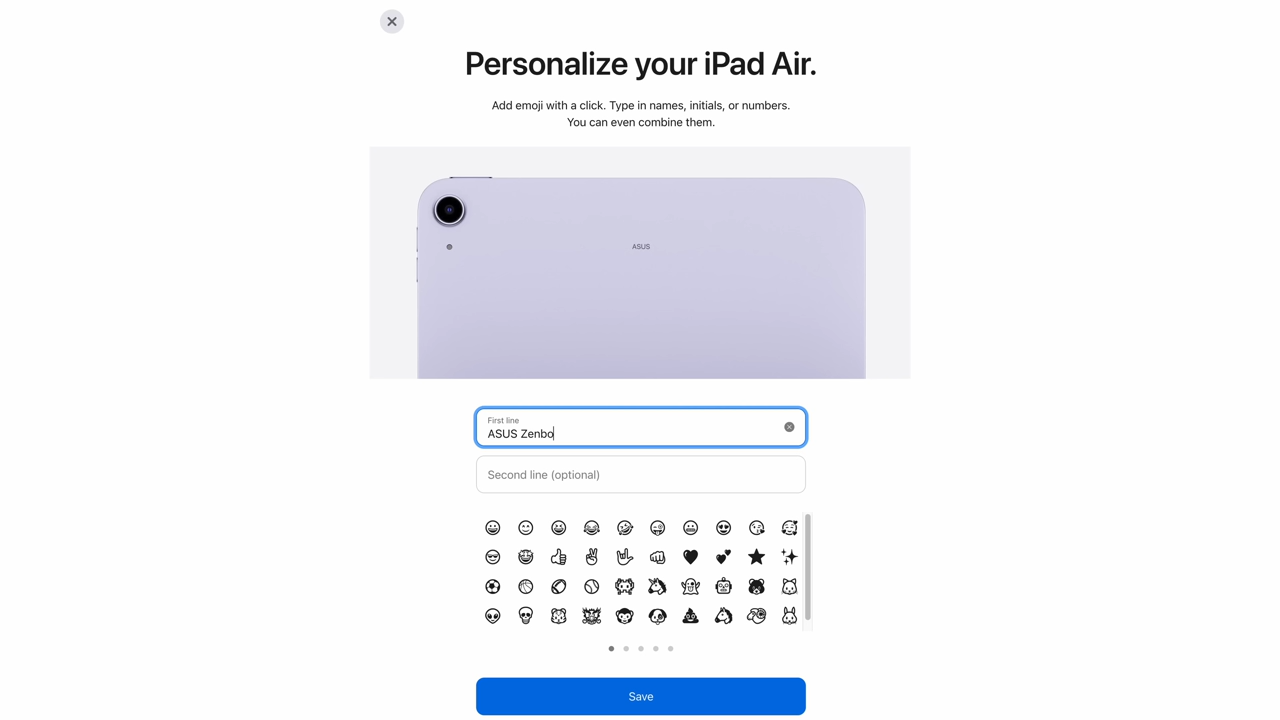 Personalize your iPad Air.
Add emoji with a click. Type in names, initials, or numbers.
You can even combine them.
ASUS
First line
ASUS Zenbo
Second line (optional)
Save